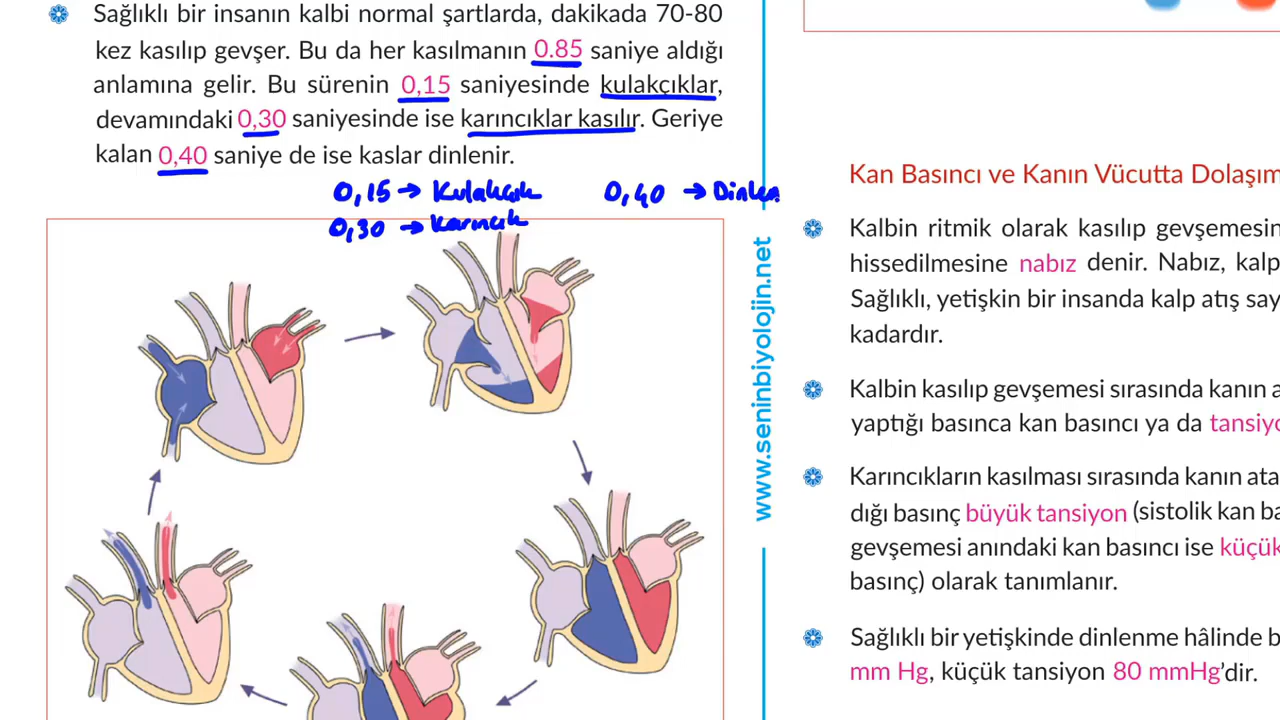 Sağlıklı bir insanın kalbi normal şartlarda, dakikada 70-80
kez kasılıp gevşer. Bu da her kasılmanın 0.85 saniye aldığı
anlamına gelir. Bu sürenin 0,15 saniyesinde kulakçıklar,
devamındaki 0,30 saniyesinde ise karıncıklar kasılır. Geriye
kalan 0,40 saniye de ise kaslar dinlenir.
0,15 → Kulakçık
0,30 → Karıncık
0,40 → Dinlen
www.seninbiyolojin.net
Kan Basıncı ve Kanın Vücutta Dolaşım
Kalbin ritmik olarak kasılıp gevşemesin
hissedilmesine nabız denir. Nabız, kalp
Sağlıklı, yetişkin bir insanda kalp atış say
kadardır.
Kalbin kasılıp gevşemesi sırasında kanın a
yaptığı basınca kan basıncı ya da tansiyo
Karıncıkların kasılması sırasında kanın ata
dığı basınç büyük tansiyon (sistolik kan ba
gevşemesi anındaki kan basıncı ise küçük
basınç) olarak tanımlanır.
Sağlıklı bir yetişkinde dinlenme hâlinde b
mm Hg, küçük tansiyon 80 mmHg'dir.